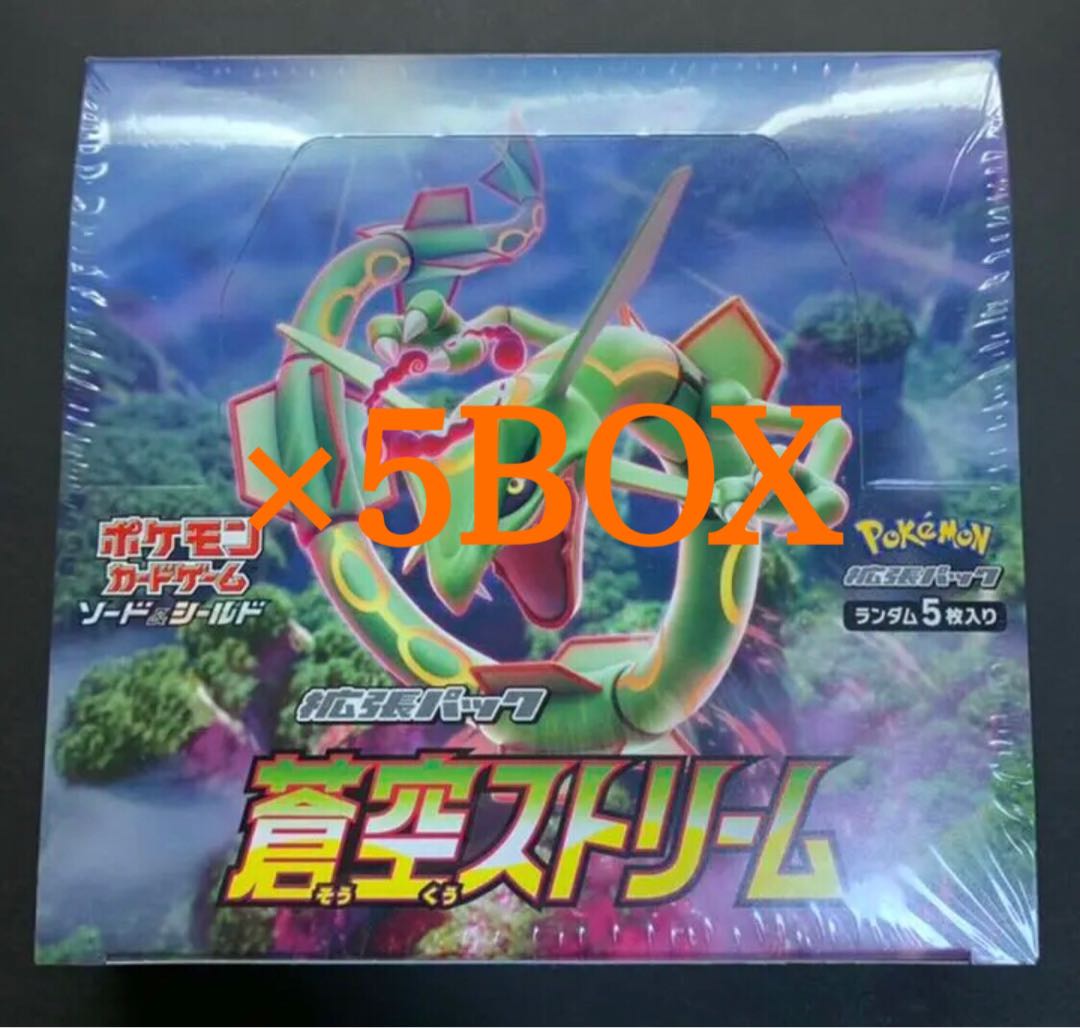 ×5BOX
ポケモン
カードゲーム
ソード&シールド
POKéMON
拡張パック
ランダム5枚入り
拡張パック
蒼空ストリーム
そうくう